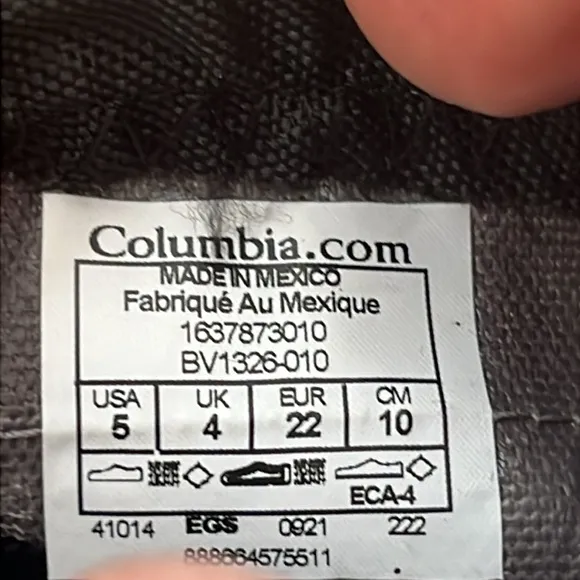 Columbia.com
MADE IN MEXICO
Fabriqué Au Mexique
1637873010
BV1326-010
USA UK EUR CM
5 4 22 10
ECA-4
41014 EGS 0921 222
888664575511